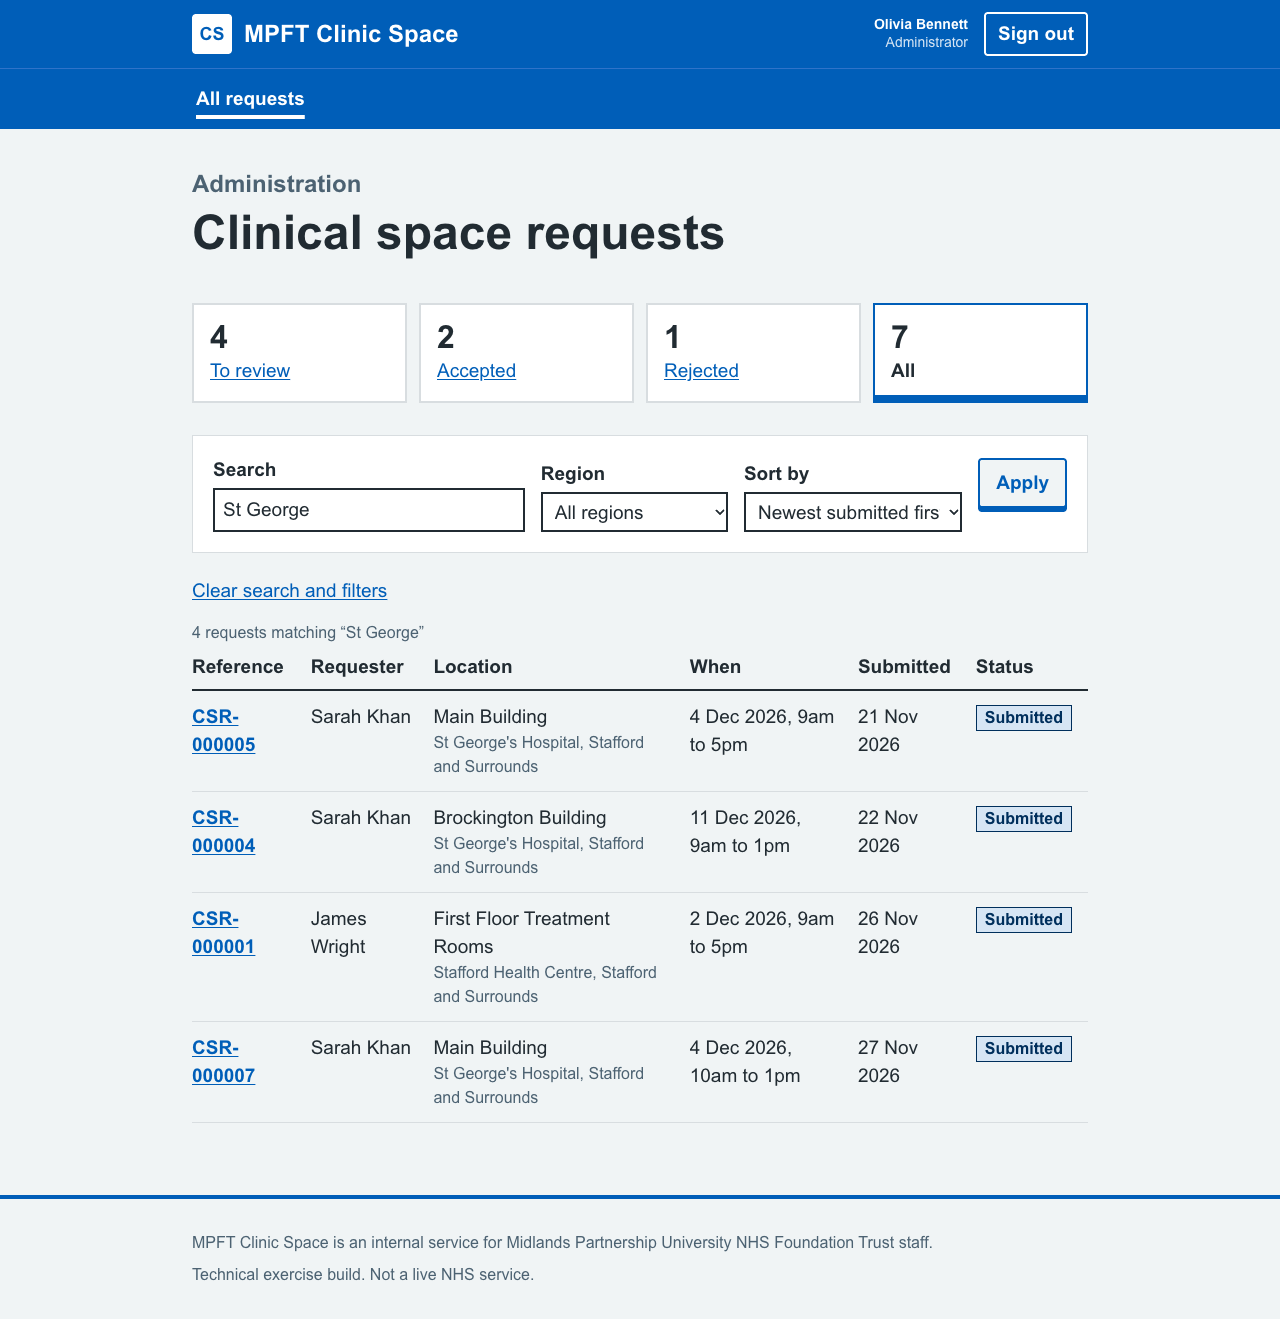 CS MPFT Clinic Space
Olivia Bennett
Administrator
Sign out
All requests
Administration
Clinical space requests
4
To review
2
Accepted
1
Rejected
7
All
Search
St George
Region
All regions
Sort by
Newest submitted firs
Apply
Clear search and filters
4 requests matching “St George”
Reference Requester Location When Submitted Status
CSR-
000005
Sarah Khan
Main Building
St George's Hospital, Stafford
and Surrounds
4 Dec 2026, 9am
to 5pm
21 Nov
2026
Submitted
CSR-
000004
Sarah Khan
Brockington Building
St George's Hospital, Stafford
and Surrounds
11 Dec 2026,
9am to 1pm
22 Nov
2026
Submitted
CSR-
000001
James
Wright
First Floor Treatment
Rooms
Stafford Health Centre, Stafford
and Surrounds
2 Dec 2026, 9am
to 5pm
26 Nov
2026
Submitted
CSR-
000007
Sarah Khan
Main Building
St George's Hospital, Stafford
and Surrounds
4 Dec 2026,
10am to 1pm
27 Nov
2026
Submitted
MPFT Clinic Space is an internal service for Midlands Partnership University NHS Foundation Trust staff.
Technical exercise build. Not a live NHS service.